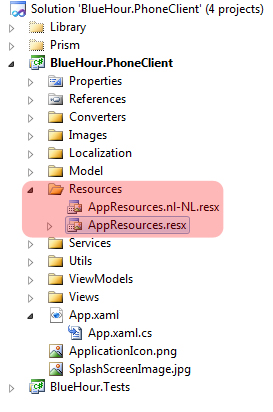 Solution 'BlueHour.PhoneClient' (4 projects)
Library
Prism
BlueHour.PhoneClient
Properties
References
Converters
Images
Localization
Model
Resources
AppResources.nl-NL.resx
AppResources.resx
Services
Utils
ViewModels
Views
App.xaml
App.xaml.cs
ApplicationIcon.png
SplashScreenImage.jpg
BlueHour.Tests